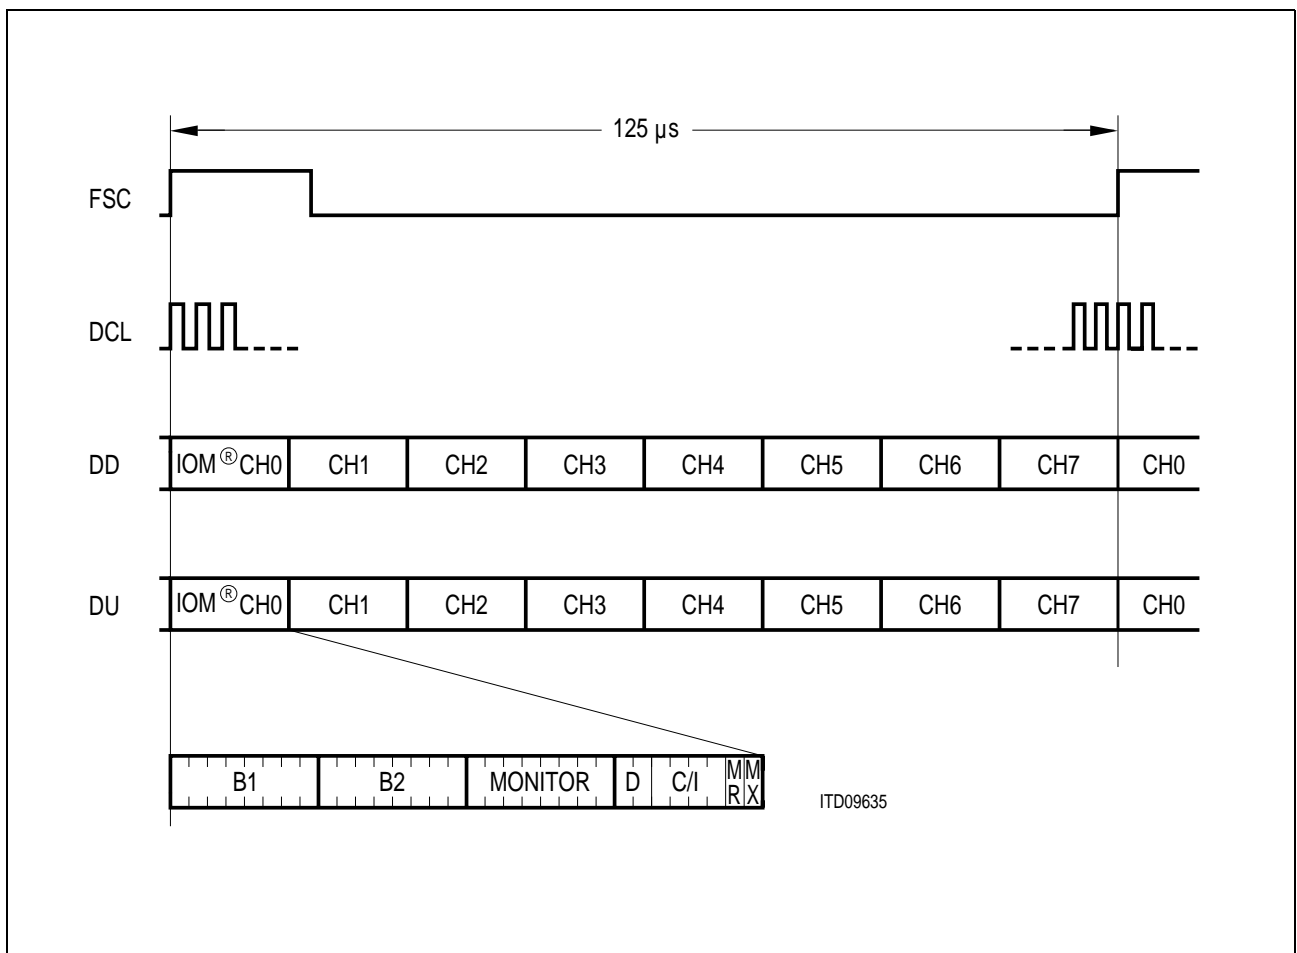 125 µs
FSC
DCL
DD IOM®CH0 CH1 CH2 CH3 CH4 CH5 CH6 CH7 CH0
DU IOM®CH0 CH1 CH2 CH3 CH4 CH5 CH6 CH7 CH0
B1 B2 MONITOR D C/I MR MX
ITD09635